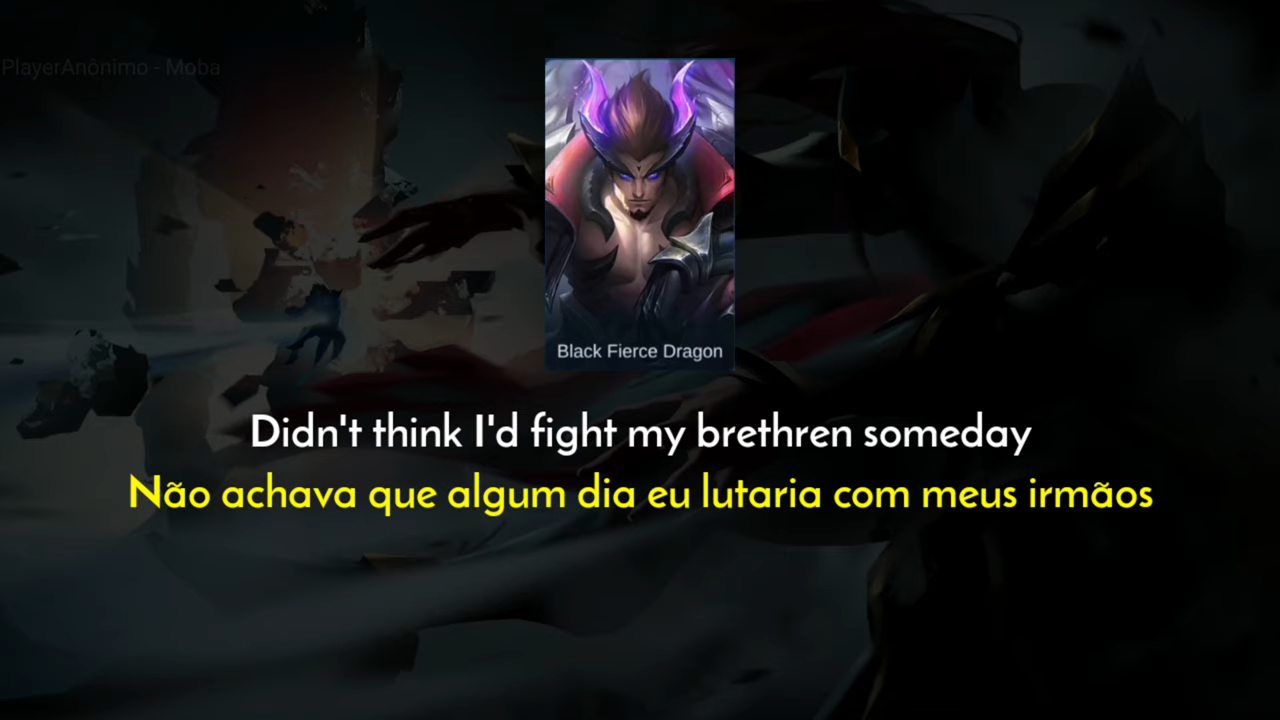 PlayerAnônimo - Moba
Black Fierce Dragon
Didn't think I'd fight my brethren someday
Não achava que algum dia eu lutaria com meus irmãos